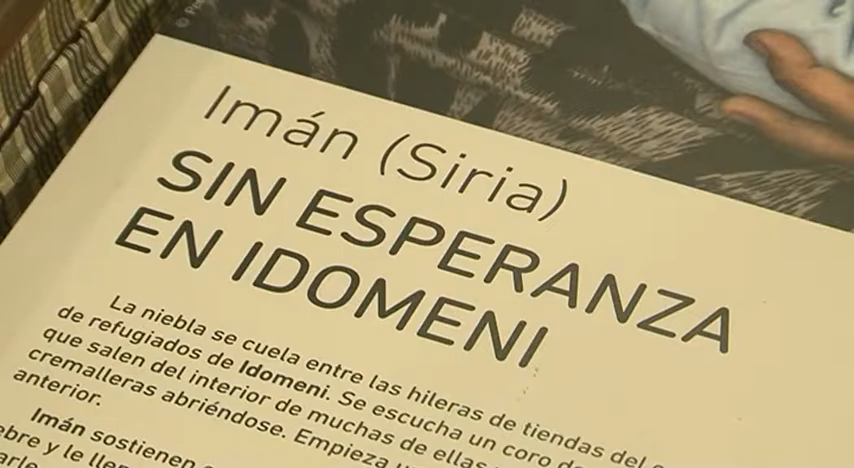 Imán (Siria)
SIN ESPERANZA
EN IDOMENI
La niebla se cuela entre las hileras de tiendas del
de refugiados de Idomeni. Se escucha un coro de
que salen del interior de muchas de ellas
cremalleras abriéndose. Empieza
anterior.
Imán sostienen
y le